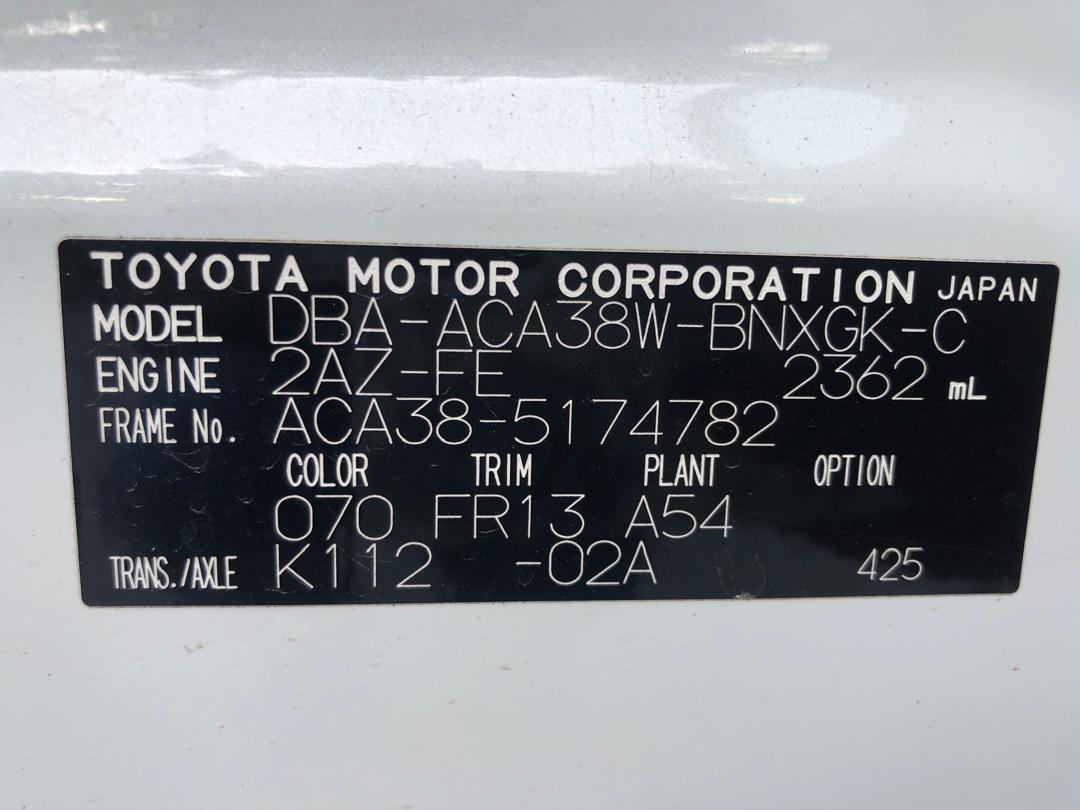 TOYOTA MOTOR CORPORATION JAPAN
MODEL DBA-ACA38W-BNXGK-C
ENGINE 2AZ-FE 2362 mL
FRAME No. ACA38-5174782
COLOR TRIM PLANT OPTION
070 FR13 A54
TRANS./AXLE K112 -02A 425